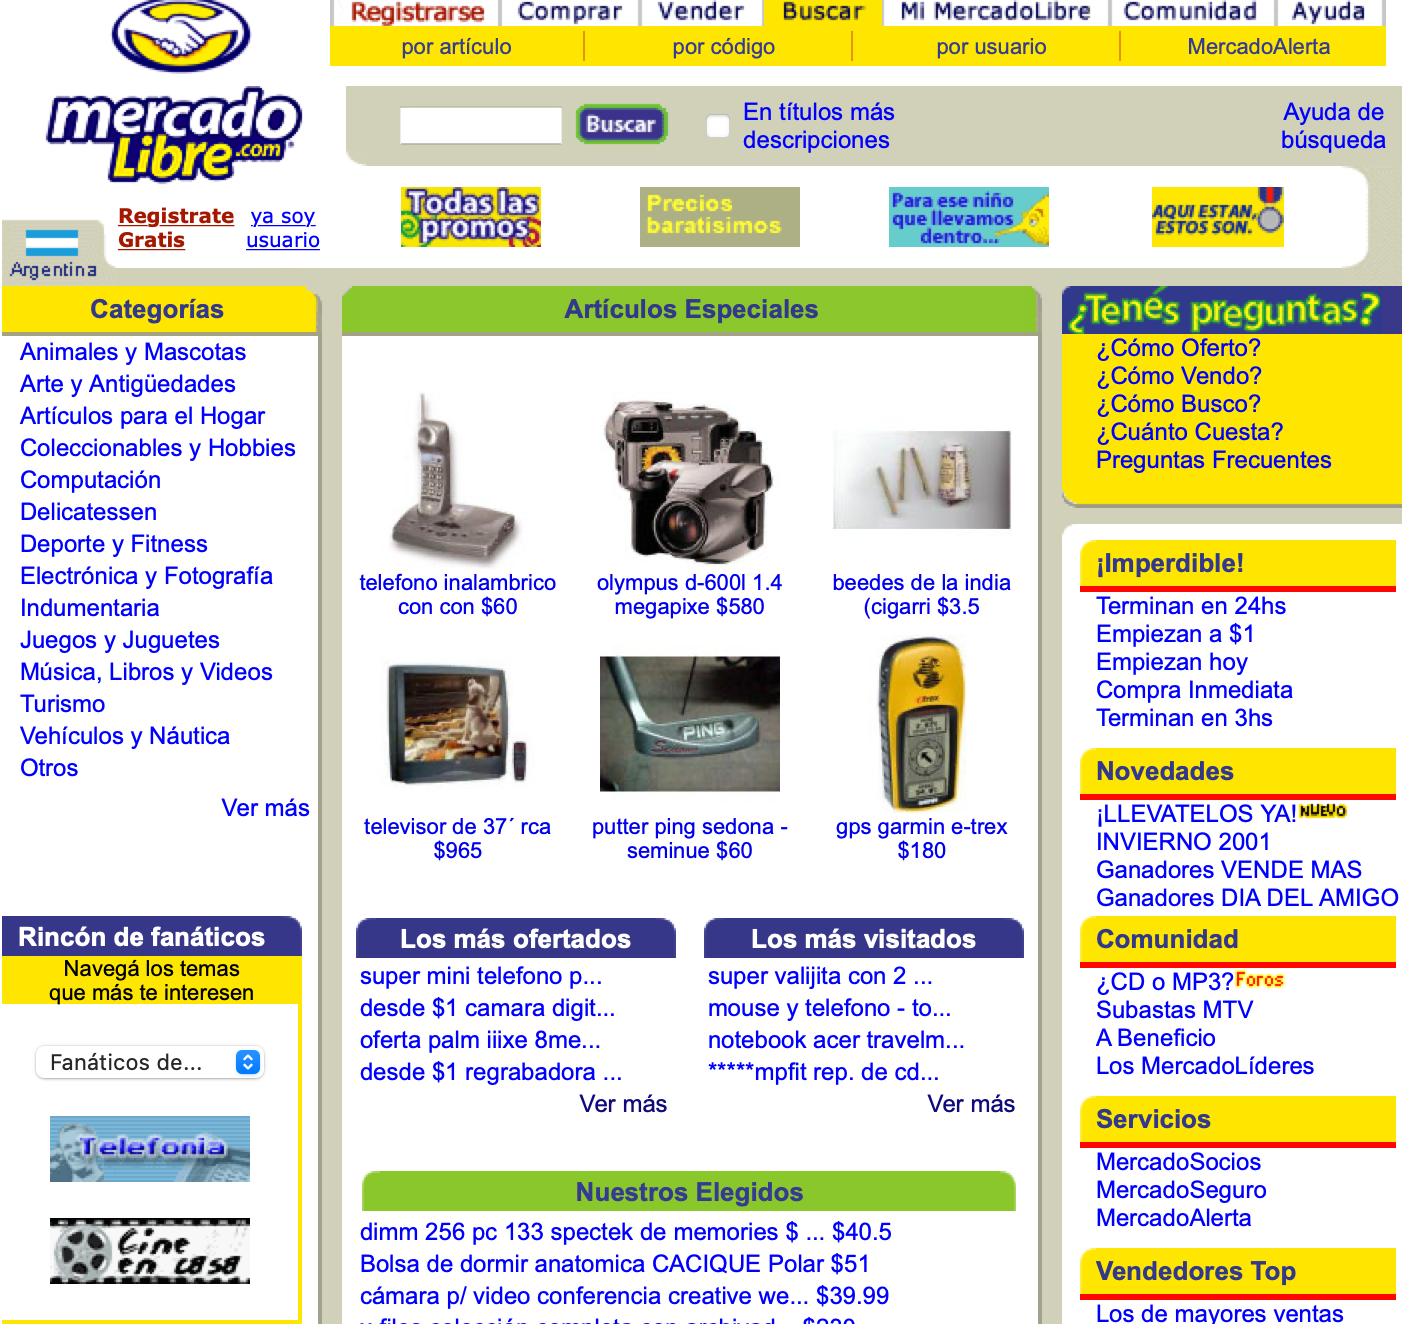 Registrarse
Comprar
Vender
Buscar
Mi MercadoLibre
Comunidad
Ayuda
por artículo
por código
por usuario
MercadoAlerta
mercado
Libre.com
Buscar
En títulos más
descripciones
Ayuda de
búsqueda
Registrate
Gratis
ya soy
usuario
Argentina
Todas las
promos
Precios
baratísimos
Para ese niño
que llevamos
dentro...
AQUI ESTAN,
ESTOS SON.
Categorías
Animales y Mascotas
Arte y Antigüedades
Artículos para el Hogar
Coleccionables y Hobbies
Computación
Delicatessen
Deporte y Fitness
Electrónica y Fotografía
Indumentaria
Juegos y Juguetes
Música, Libros y Videos
Turismo
Vehículos y Náutica
Otros
Ver más
Rincón de fanáticos
Navegá los temas
que más te interesen
Fanáticos de...
Telefonia
Cine
en casa
Artículos Especiales
telefono inalambrico
con con $60
olympus d-600l 1.4
megapixe $580
beedes de la india
(cigarri $3.5
PING
Sedona
eTrex
televisor de 37´ rca
$965
putter ping sedona -
seminue $60
gps garmin e-trex
$180
Los más ofertados
super mini telefono p...
desde $1 camara digit...
oferta palm iiixe 8me...
desde $1 regrabadora ...
Ver más
Los más visitados
super valijita con 2 ...
mouse y telefono - to...
notebook acer travelm...
*****mpfit rep. de cd...
Ver más
Nuestros Elegidos
dimm 256 pc 133 spectek de memories $ ... $40.5
Bolsa de dormir anatomica CACIQUE Polar $51
cámara p/ video conferencia creative we... $39.99
¿Tenés preguntas?
¿Cómo Oferto?
¿Cómo Vendo?
¿Cómo Busco?
¿Cuánto Cuesta?
Preguntas Frecuentes
¡Imperdible!
Terminan en 24hs
Empiezan a $1
Empiezan hoy
Compra Inmediata
Terminan en 3hs
Novedades
¡LLEVATELOS YA! NUEVO
INVIERNO 2001
Ganadores VENDE MAS
Ganadores DIA DEL AMIGO
Comunidad
¿CD o MP3? Foros
Subastas MTV
A Beneficio
Los MercadoLíderes
Servicios
MercadoSocios
MercadoSeguro
MercadoAlerta
Vendedores Top
Los de mayores ventas